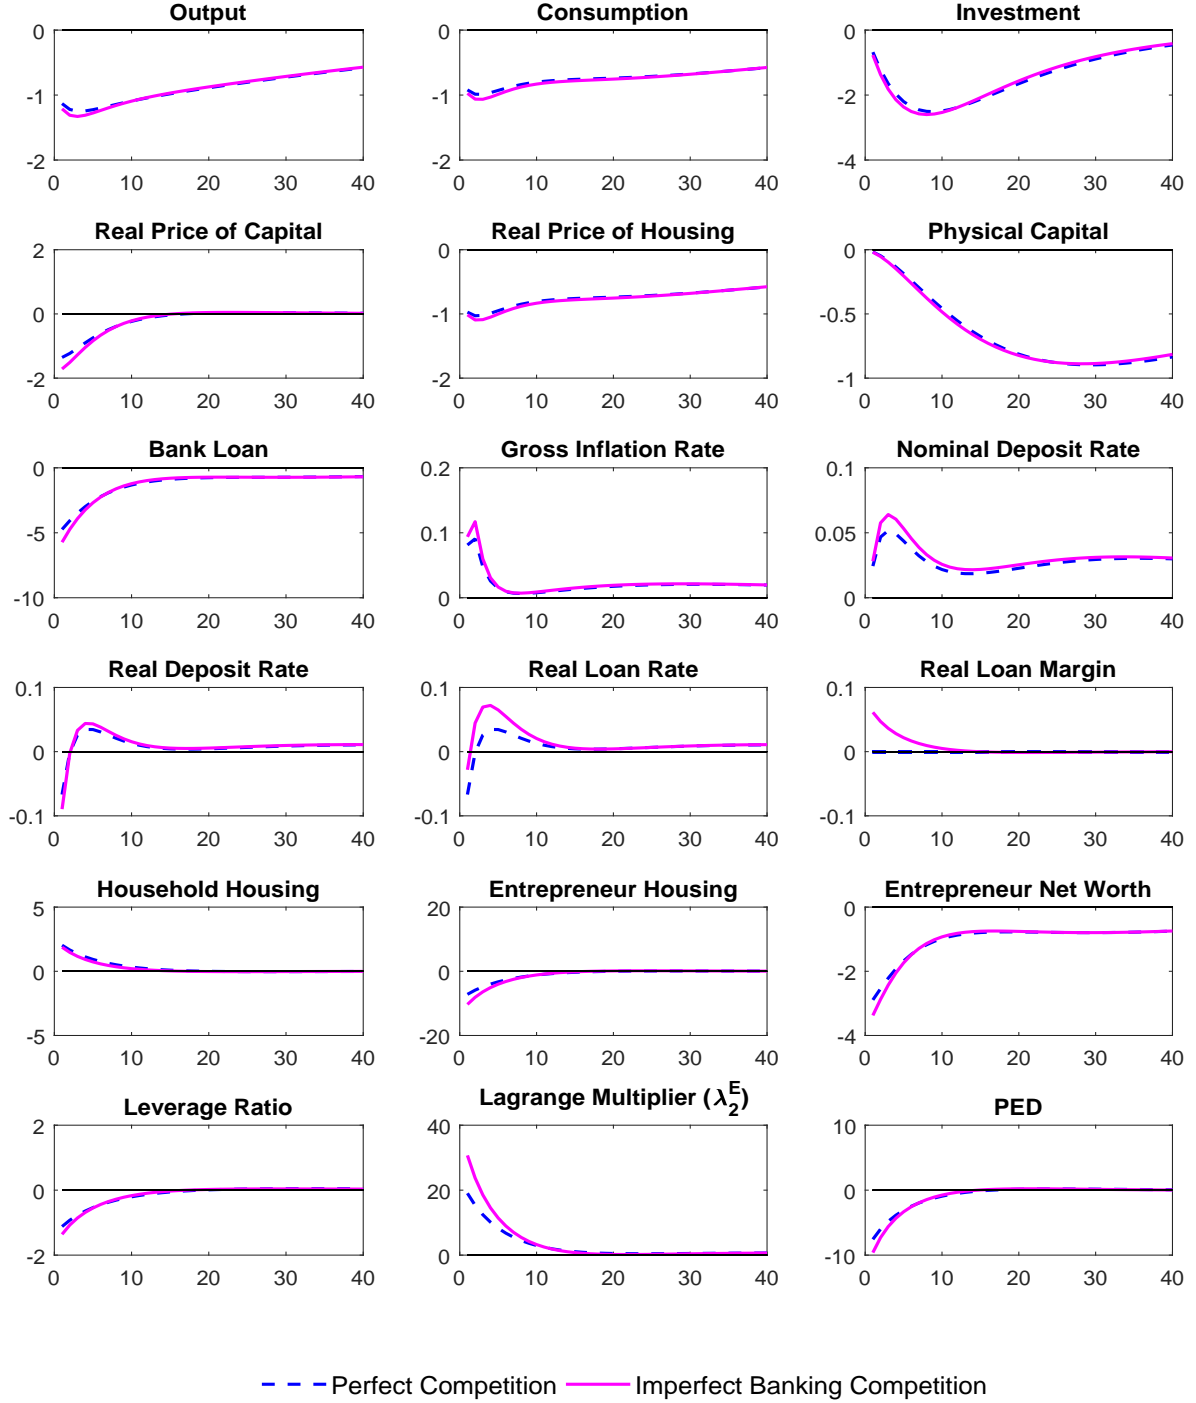 Output Consumption Investment
0 0 0
-1 -1 -2
-2 -2 -4
0 10 20 30 40 0 10 20 30 40 0 10 20 30 40
Real Price of Capital Real Price of Housing Physical Capital
2 0 0
0 -1 -0.5
-2 -2 -1
0 10 20 30 40 0 10 20 30 40 0 10 20 30 40
Bank Loan Gross Inflation Rate Nominal Deposit Rate
0 0.2 0.1
-5 0.1 0.05
-10 0 0
0 10 20 30 40 0 10 20 30 40 0 10 20 30 40
Real Deposit Rate Real Loan Rate Real Loan Margin
0.1 0.1 0.1
0 0 0
-0.1 -0.1 -0.1
0 10 20 30 40 0 10 20 30 40 0 10 20 30 40
Household Housing Entrepreneur Housing Entrepreneur Net Worth
5 20 0
0 0 -2
-5 -20 -4
0 10 20 30 40 0 10 20 30 40 0 10 20 30 40
Leverage Ratio Lagrange Multiplier (λ₂ᴱ) PED
2 40 10
0 20 0
-2 0 -10
0 10 20 30 40 0 10 20 30 40 0 10 20 30 40
Perfect Competition Imperfect Banking Competition